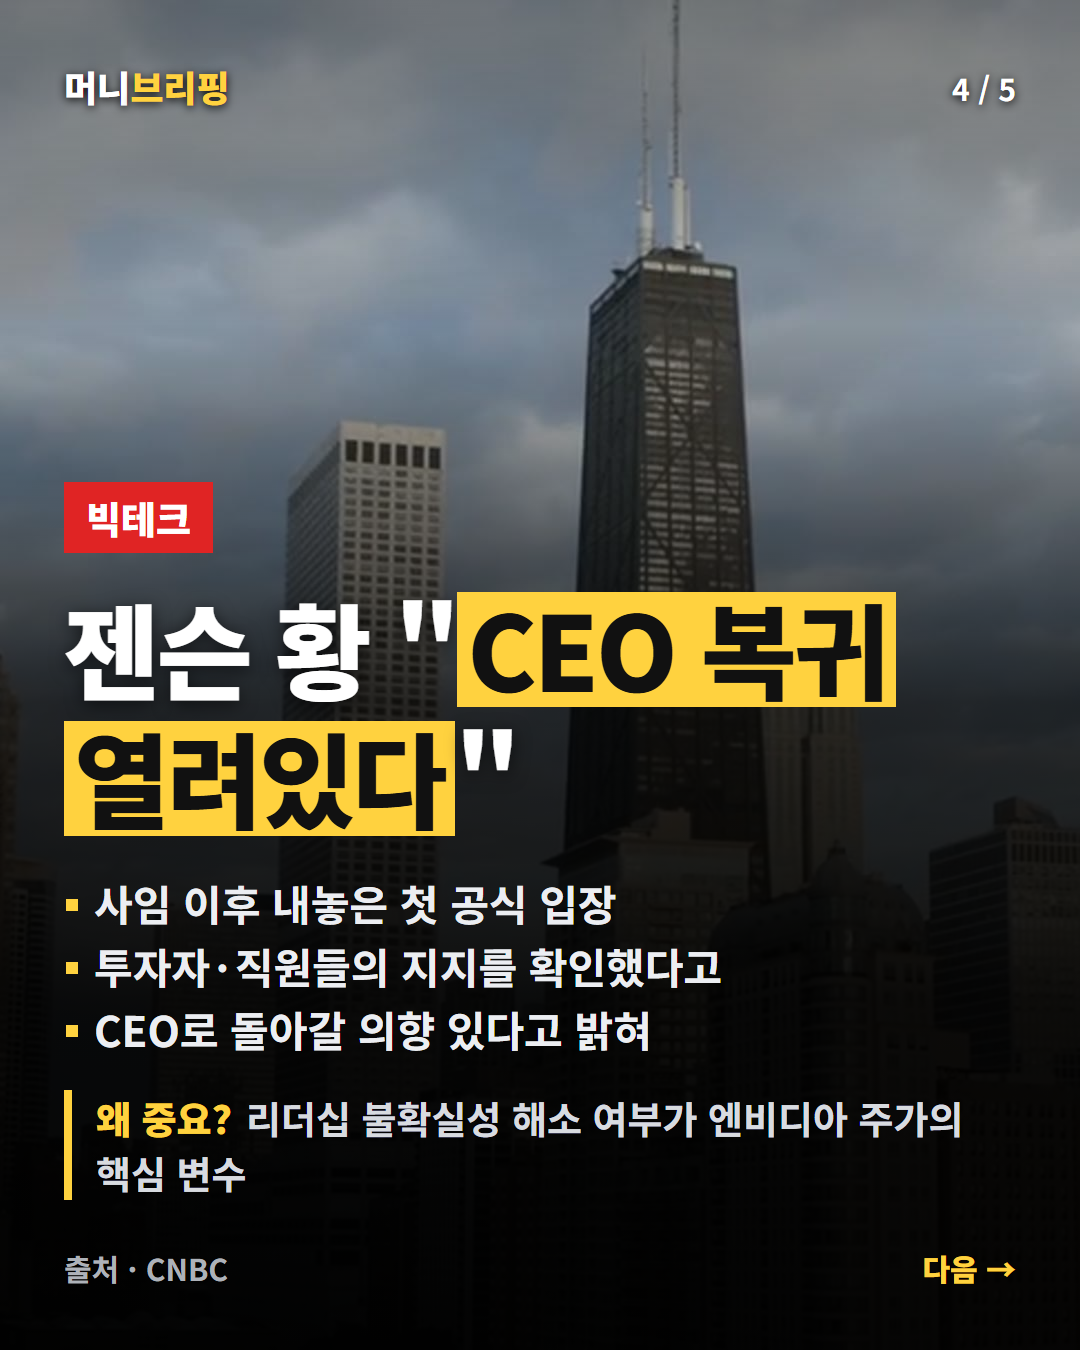 머니브리핑
4 / 5
빅테크
젠슨 황 "CEO 복귀
열려있다"
사임 이후 내놓은 첫 공식 입장
투자자·직원들의 지지를 확인했다고
CEO로 돌아갈 의향 있다고 밝혀
왜 중요? 리더십 불확실성 해소 여부가 엔비디아 주가의
핵심 변수
출처 · CNBC
다음 →